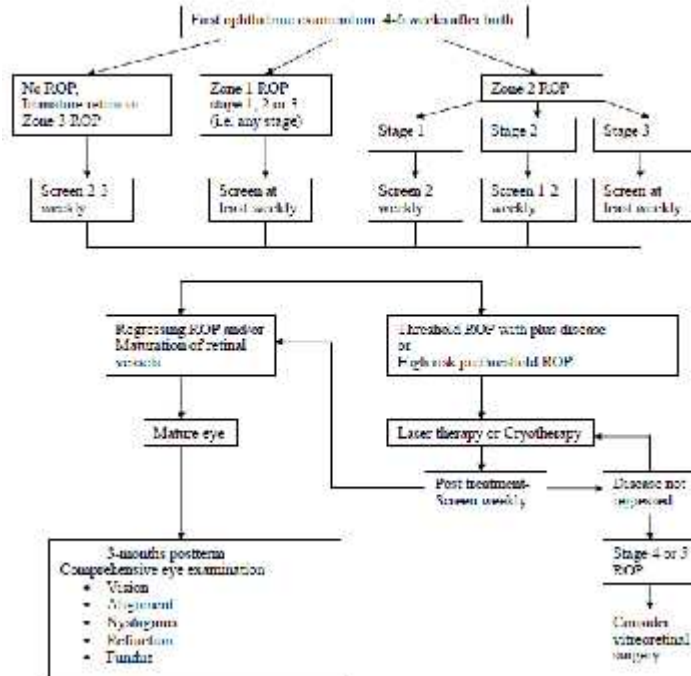 First ophthalmic examination 4-6 weeks after birth
No ROP,
Immature retina or
Zone 3 ROP
Zone 1 ROP
stage 1, 2 or 3
(i.e. any stage)
Zone 2 ROP
Stage 1
Stage 2
Stage 3
Screen 2-3
weekly
Screen at
least weekly
Screen 2
weekly
Screen 1-2
weekly
Screen at
least weekly
Regressing ROP and/or
Maturation of retinal
vessels
Threshold ROP with plus disease
or
High risk prethreshold ROP
Mature eye
Laser therapy or Cryotherapy
Post treatment-
Screen weekly
Disease not
regressed
3-months postterm
Comprehensive eye examination
• Vision
• Alignment
• Nystagmus
• Refraction
• Fundus
Stage 4 or 5
ROP
Consider
vitreoretinal
surgery